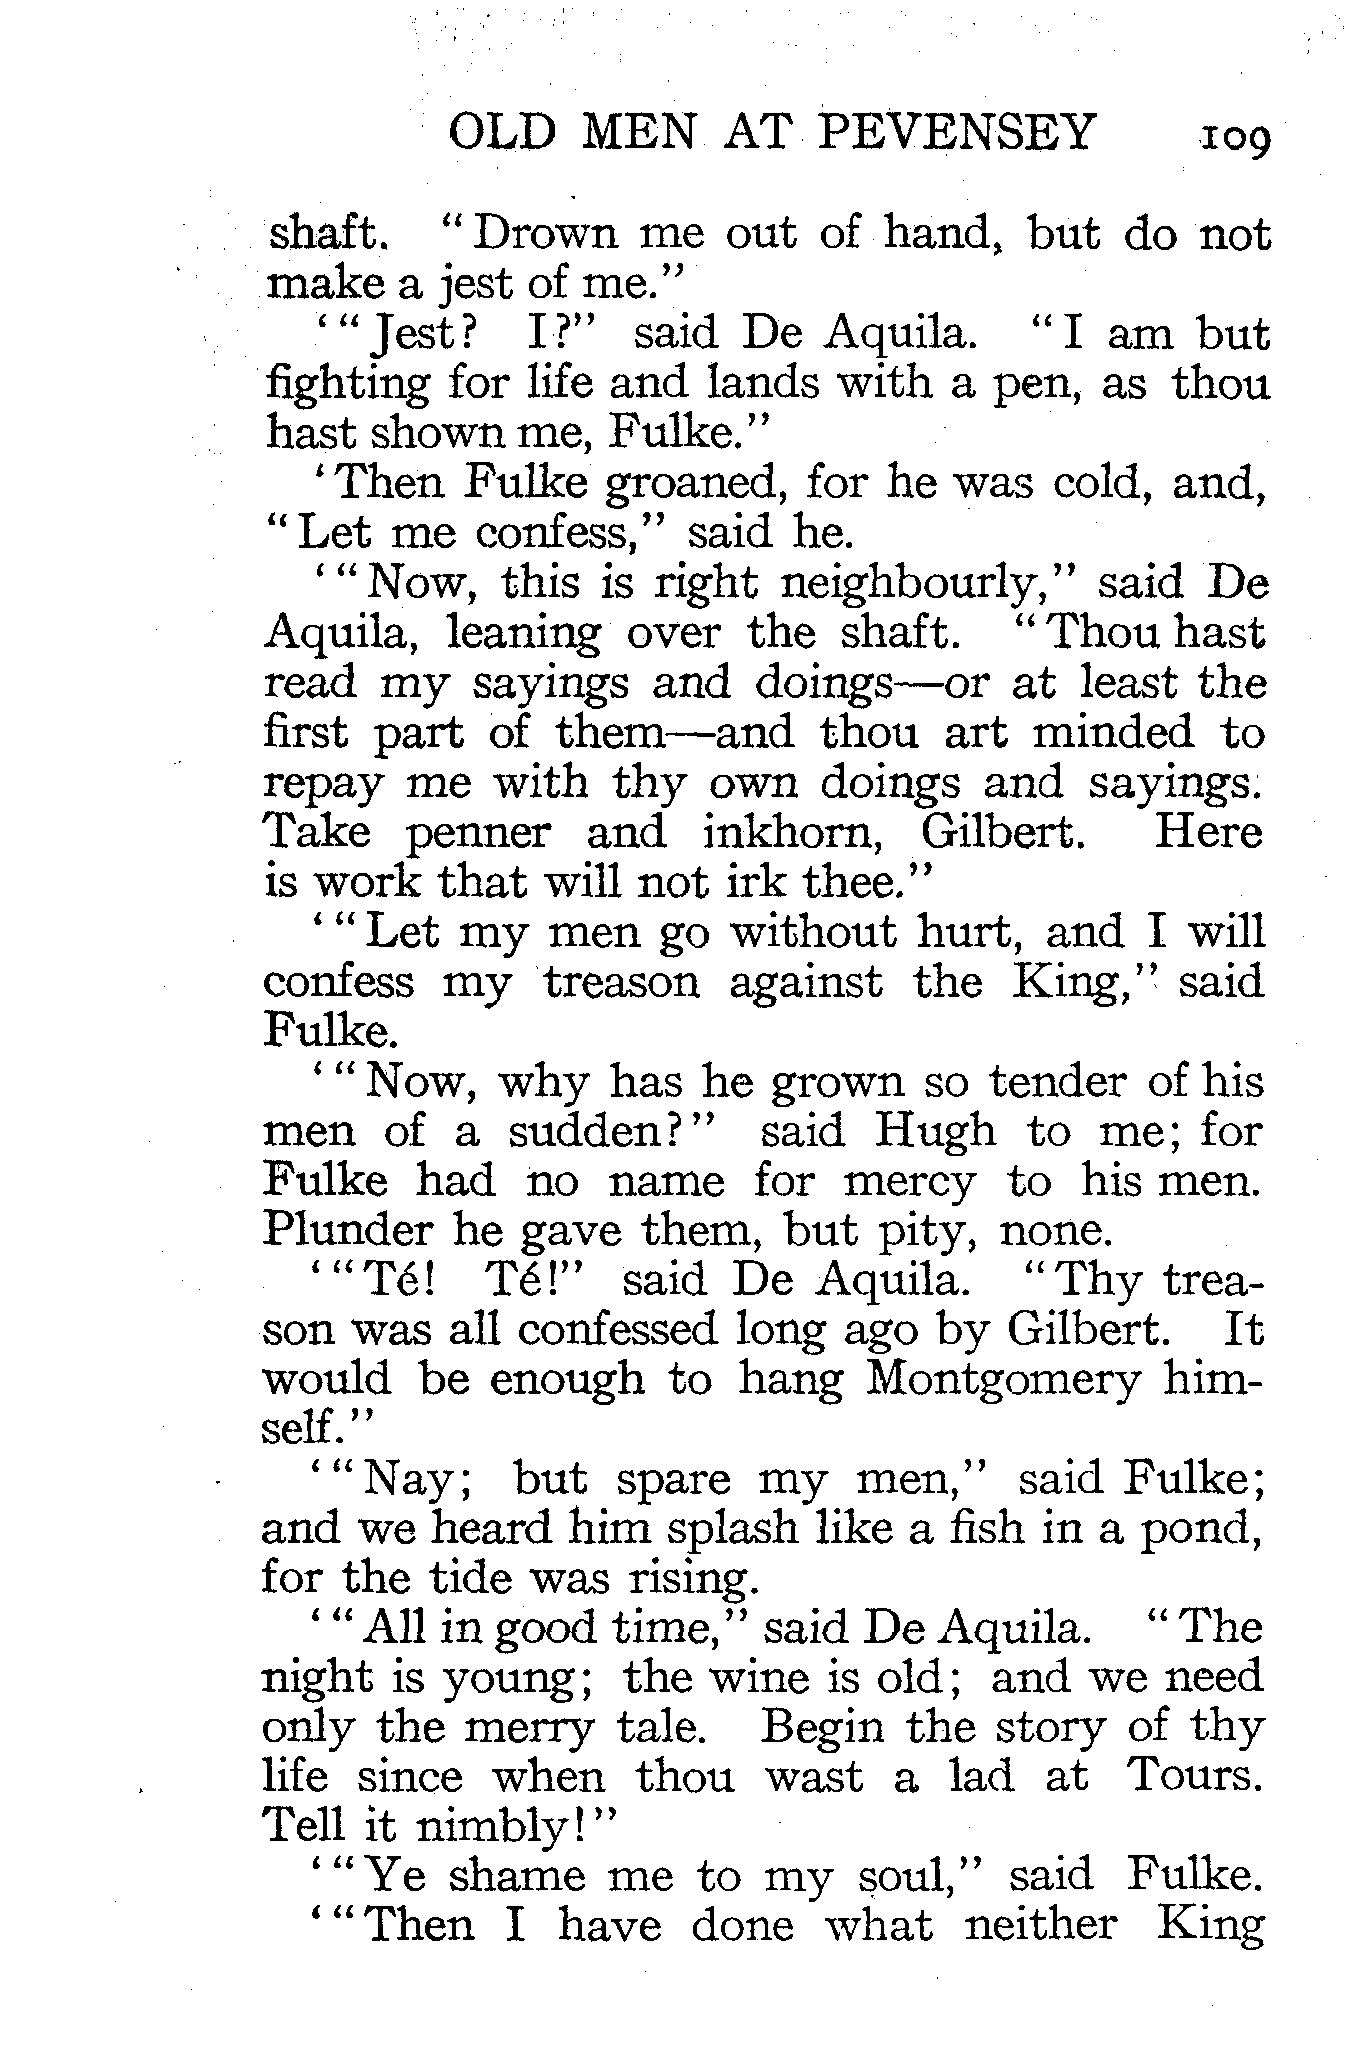 OLD MEN AT PEVENSEY 109
shaft. “Drown me out of hand, but do not
make a jest of me.”
‘“Jest? I?” said De Aquila. “I am but
fighting for life and lands with a pen, as thou
hast shown me, Fulke.”
‘Then Fulke groaned, for he was cold, and,
“Let me confess,” said he.
‘“Now, this is right neighbourly,” said De
Aquila, leaning over the shaft. “Thou hast
read my sayings and doings—or at least the
first part of them—and thou art minded to
repay me with thy own doings and sayings.
Take penner and inkhorn, Gilbert. Here
is work that will not irk thee.”
‘“Let my men go without hurt, and I will
confess my treason against the King,” said
Fulke.
‘“Now, why has he grown so tender of his
men of a sudden?” said Hugh to me; for
Fulke had no name for mercy to his men.
Plunder he gave them, but pity, none.
‘“Té! Té!” said De Aquila. “Thy trea-
son was all confessed long ago by Gilbert. It
would be enough to hang Montgomery him-
self.”
‘“Nay; but spare my men,” said Fulke;
and we heard him splash like a fish in a pond,
for the tide was rising.
‘“All in good time,” said De Aquila. “The
night is young; the wine is old; and we need
only the merry tale. Begin the story of thy
life since when thou wast a lad at Tours.
Tell it nimbly!”
‘“Ye shame me to my soul,” said Fulke.
‘“Then I have done what neither King